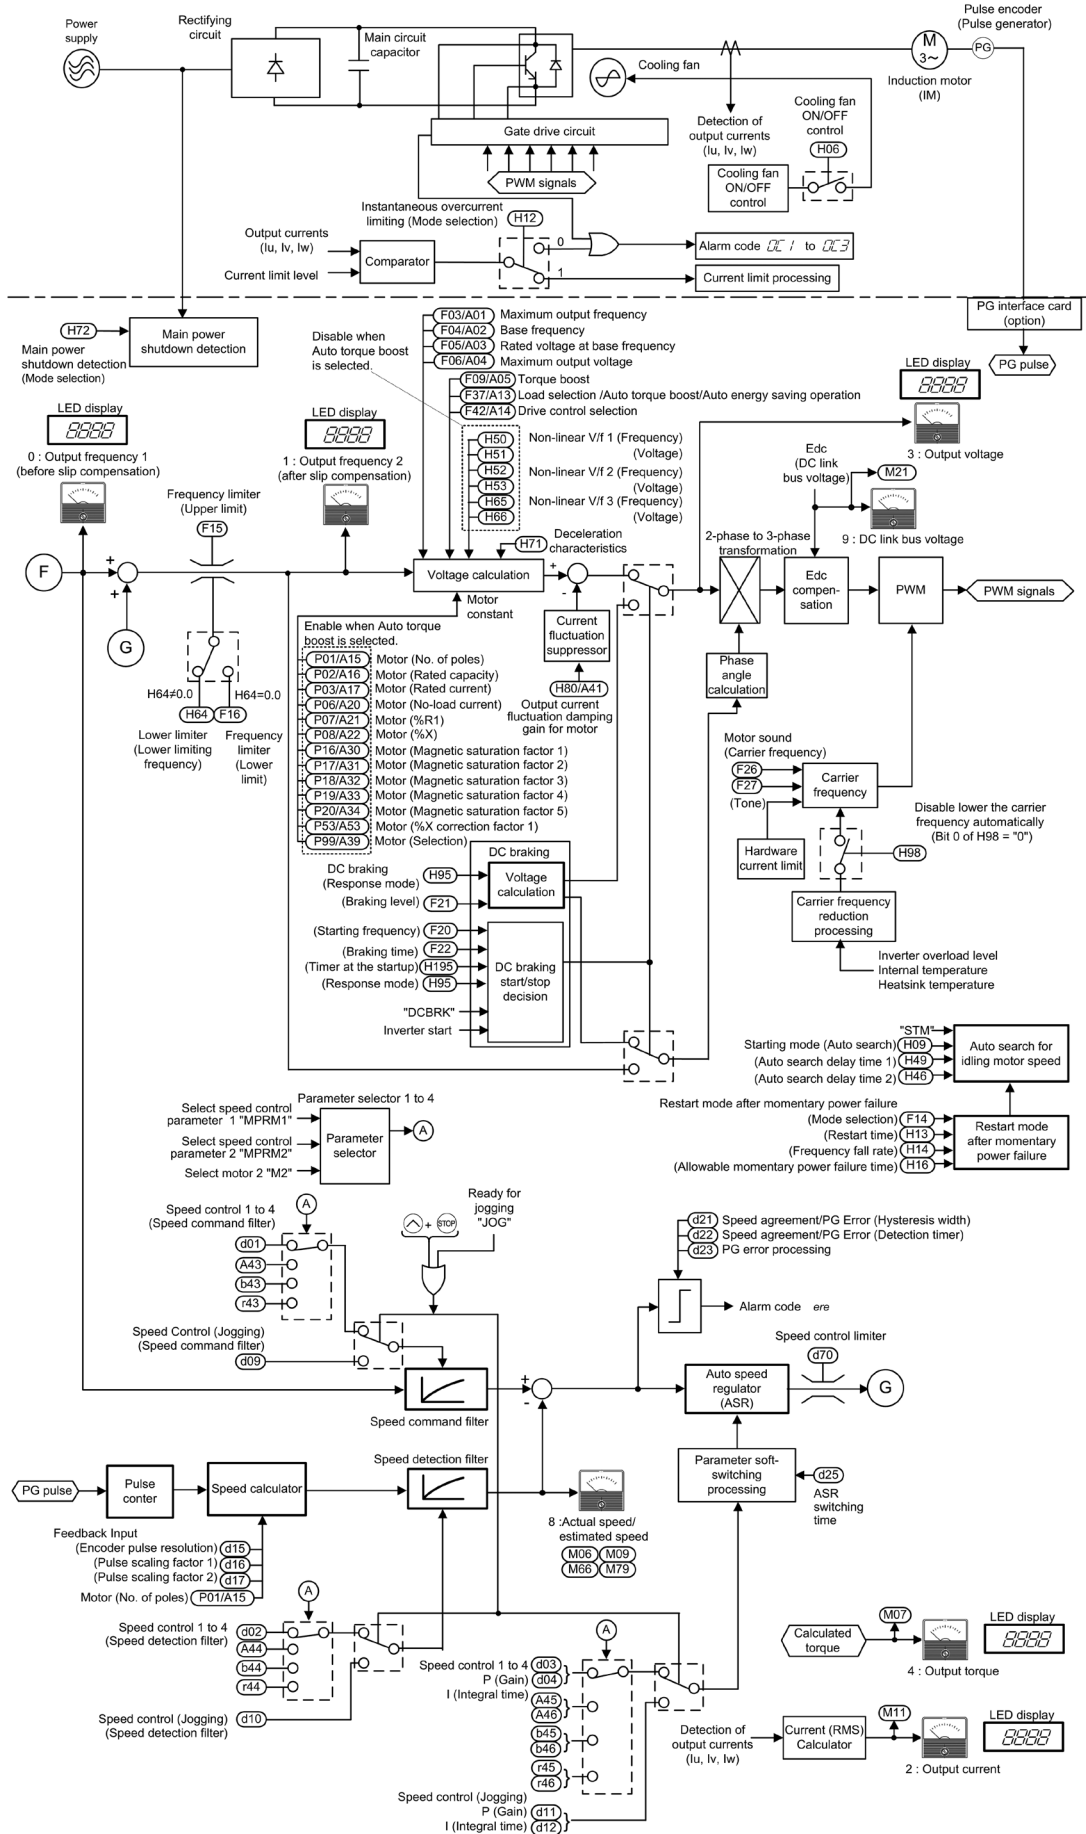 Power
supply
Rectifying
circuit
Main circuit
capacitor
Cooling fan
M
3~
PG
Pulse encoder
(Pulse generator)
Induction motor
(IM)
Gate drive circuit
PWM signals
Detection of
output currents
(Iu, Iv, Iw)
Cooling fan
ON/OFF
control
H06
Cooling fan
ON/OFF
control
Instantaneous overcurrent
limiting (Mode selection)
H12
Output currents
(Iu, Iv, Iw)
Current limit level
Comparator
0
1
Alarm code 0C1 to 0C3
Current limit processing
PG interface card
(option)
PG pulse
H72
Main power
shutdown detection
(Mode selection)
Main power
shutdown detection
Disable when
Auto torque boost
is selected.
F03/A01 Maximum output frequency
F04/A02 Base frequency
F05/A03 Rated voltage at base frequency
F06/A04 Maximum output voltage
F09/A05 Torque boost
F37/A13 Load selection /Auto torque boost/Auto energy saving operation
F42/A14 Drive control selection
H50 Non-linear V/f 1 (Frequency)
H51 (Voltage)
H52 Non-linear V/f 2 (Frequency)
H53 (Voltage)
H65 Non-linear V/f 3 (Frequency)
H66 (Voltage)
H71 Deceleration
characteristics
LED display
8888
0 : Output frequency 1
(before slip compensation)
LED display
8888
1 : Output frequency 2
(after slip compensation)
LED display
8888
3 : Output voltage
Edc
(DC link
bus voltage)
M21
9 : DC link bus voltage
Frequency limiter
(Upper limit)
F15
F
G
+
+
H64≠0.0
H64=0.0
H64
F16
Lower limiter
(Lower limiting
frequency)
Frequency
limiter
(Lower
limit)
Voltage calculation
Motor
constant
+
-
Current
fluctuation
suppressor
H80/A41
Output current
fluctuation damping
gain for motor
2-phase to 3-phase
transformation
Edc
compen-
sation
PWM
PWM signals
Phase
angle
calculation
Enable when Auto torque
boost is selected.
P01/A15 Motor (No. of poles)
P02/A16 Motor (Rated capacity)
P03/A17 Motor (Rated current)
P06/A20 Motor (No-load current)
P07/A21 Motor (%R1)
P08/A22 Motor (%X)
P16/A30 Motor (Magnetic saturation factor 1)
P17/A31 Motor (Magnetic saturation factor 2)
P18/A32 Motor (Magnetic saturation factor 3)
P19/A33 Motor (Magnetic saturation factor 4)
P20/A34 Motor (Magnetic saturation factor 5)
P53/A53 Motor (%X correction factor 1)
P99/A39 Motor (Selection)
Motor sound
(Carrier frequency)
F26
F27
(Tone)
Carrier
frequency
Hardware
current limit
Disable lower the carrier
frequency automatically
(Bit 0 of H98 = "0")
H98
Carrier frequency
reduction
processing
Inverter overload level
Internal temperature
Heatsink temperature
DC braking
DC braking
(Response mode) H95
(Braking level) F21
Voltage
calculation
(Starting frequency) F20
(Braking time) F22
(Timer at the startup) H195
(Response mode) H95
"DCBRK"
Inverter start
DC braking
start/stop
decision
"STM"
Starting mode (Auto search) H09
(Auto search delay time 1) H49
(Auto search delay time 2) H46
Auto search for
idling motor speed
Restart mode after momentary power failure
(Mode selection) F14
(Restart time) H13
(Frequency fall rate) H14
(Allowable momentary power failure time) H16
Restart mode
after momentary
power failure
Parameter selector 1 to 4
Select speed control
parameter 1 "MPRM1"
Select speed control
parameter 2 "MPRM2"
Select motor 2 "M2"
Parameter
selector
A
Speed control 1 to 4
(Speed command filter)
A
d01
A43
b43
r43
+
STOP
Ready for
jogging
"JOG"
Speed Control (Jogging)
(Speed command filter)
d09
Speed command filter
d21 Speed agreement/PG Error (Hysteresis width)
d22 Speed agreement/PG Error (Detection timer)
d23 PG error processing
Alarm code ere
Speed control limiter
d70
+
-
Auto speed
regulator
(ASR)
G
Parameter soft-
switching
processing
d25
ASR
switching
time
Speed detection filter
PG pulse
Pulse
conter
Speed calculator
8 :Actual speed/
estimated speed
M06 M09
M66 M79
Feedback Input
(Encoder pulse resolution) d15
(Pulse scaling factor 1) d16
(Pulse scaling factor 2) d17
Motor (No. of poles) P01/A15
A
Speed control 1 to 4
(Speed detection filter)
d02
A44
b44
r44
Speed control (Jogging)
(Speed detection filter)
d10
A
Speed control 1 to 4
P (Gain)
I (Integral time)
d03
d04
A45
A46
b45
b46
r45
r46
Speed control (Jogging)
P (Gain) d11
I (Integral time) d12
Calculated
torque
M07
4 : Output torque
LED display
8888
Detection of
output currents
(Iu, Iv, Iw)
Current (RMS)
Calculator
M11
2 : Output current
LED display
8888